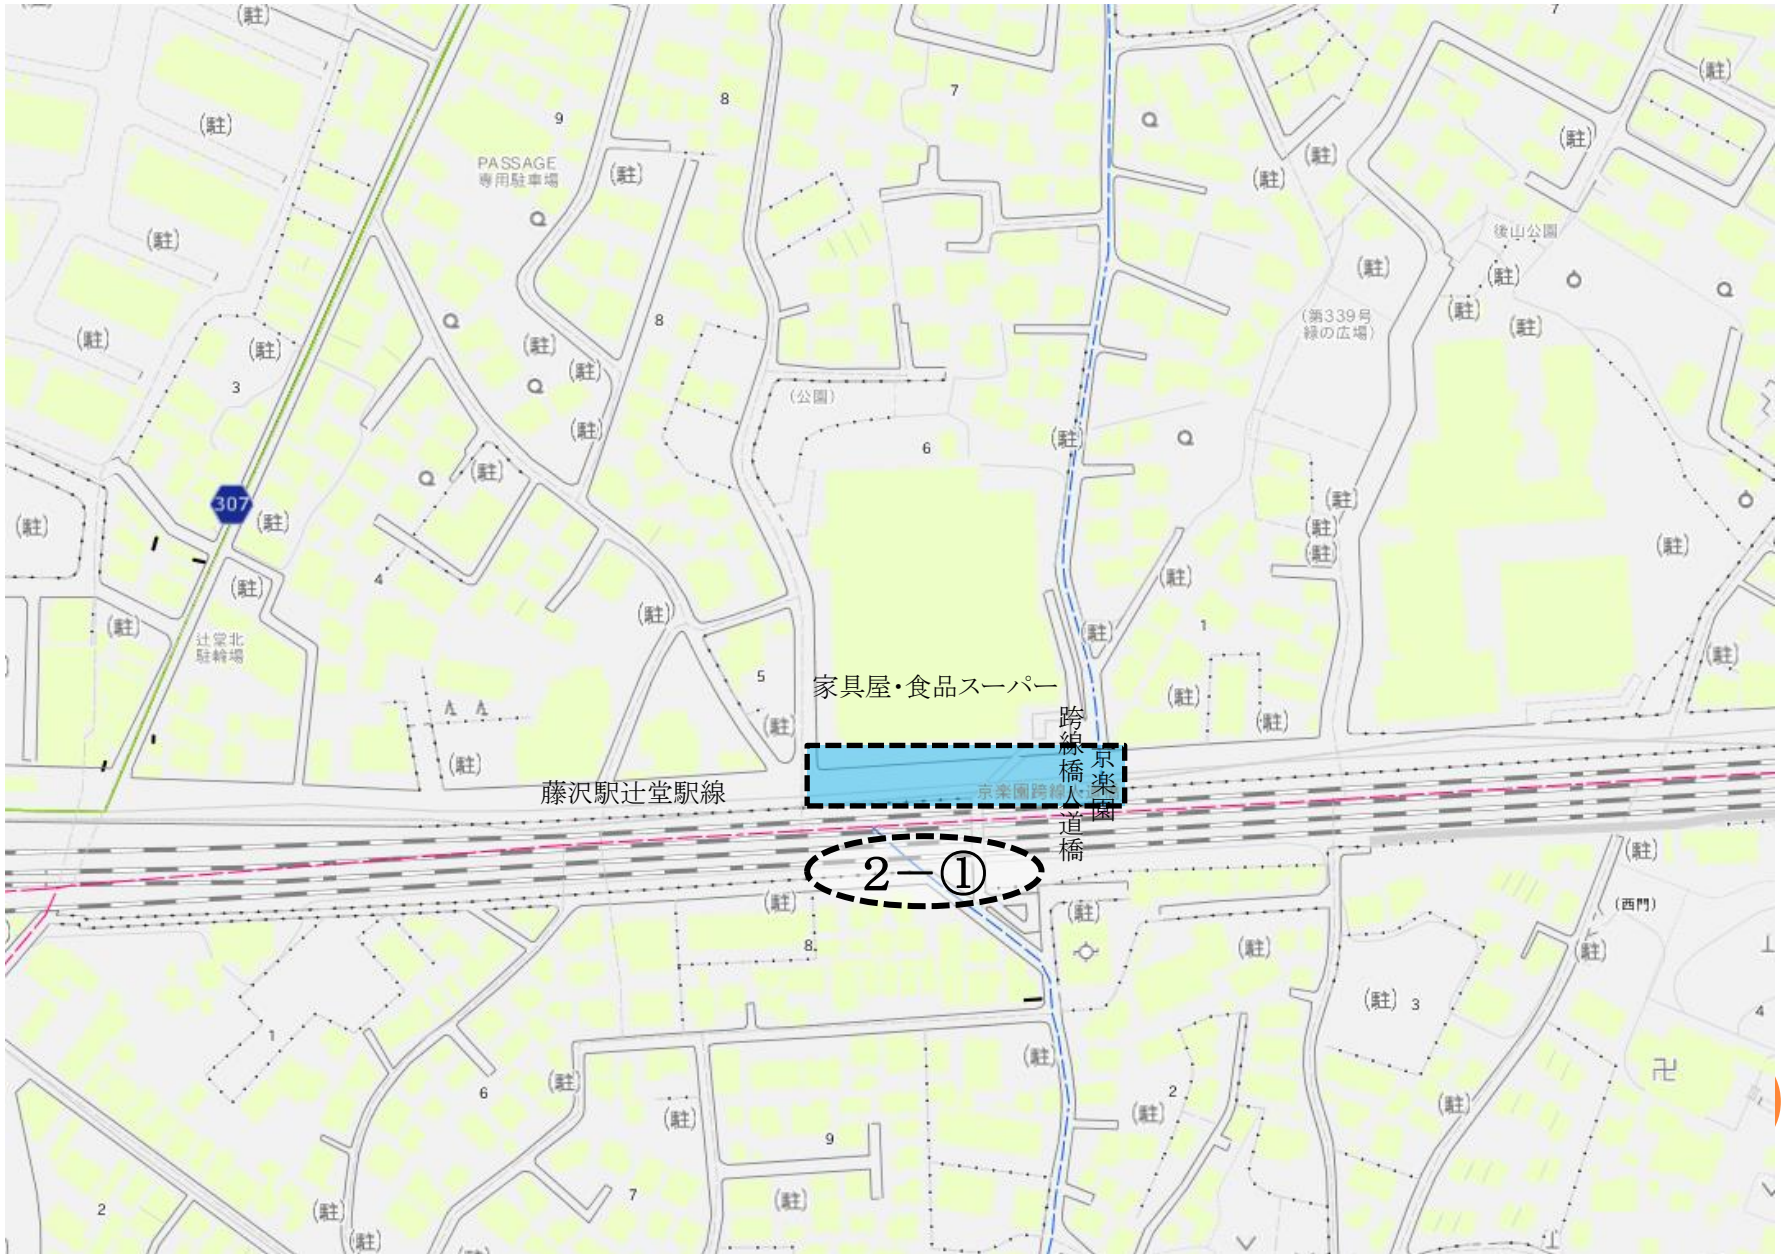 (駐)
(駐)
7
(駐)
8
7
9
(駐)
(駐)
PASSAGE
専用駐車場
(駐)
(駐)
(駐)
(駐)
(駐)
後山公園
(駐)
(駐)
(駐)
(駐)
(第339号
緑の広場)
8
(駐)
(駐)
(駐)
(駐)
3
(公園)
(駐)
(駐)
6
(駐)
307
(駐)
(駐)
(駐)
(駐)
(駐)
(駐)
4
(駐)
(駐)
(駐)
(駐)
1
(駐)
辻堂北
駐輪場
(駐)
5
家具屋・食品スーパー
(駐)
(駐)
(駐)
(駐)
藤沢駅辻堂駅線
京楽園
跨線橋人道橋
京楽園跨線人道橋
2－①
(駐)
(駐)
(駐)
(西門)
8
(駐)
(駐)
(駐)
3
4
1
(駐)
(駐)
6
2
(駐)
(駐)
(駐)
9
7
(駐)
2
(駐)
(駐)